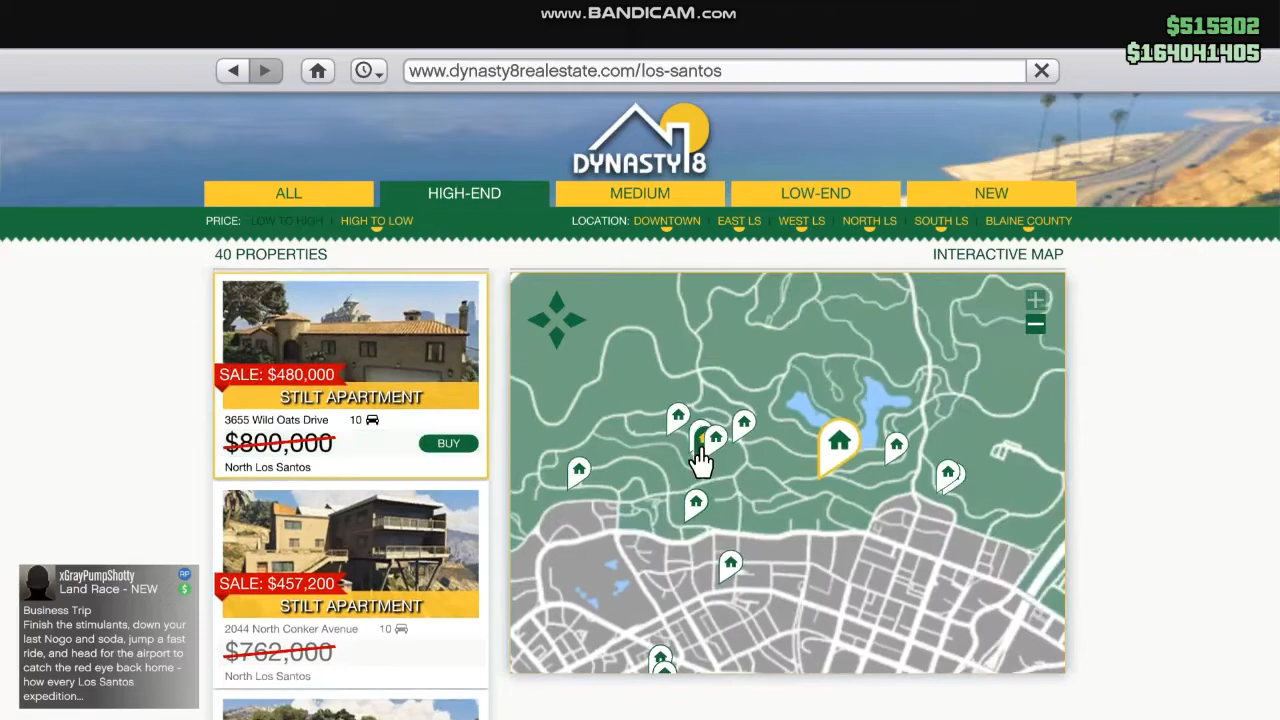 www.BANDICAM.com
$515302
$164041405
www.dynasty8realestate.com/los-santos
DYNASTY 8
ALL
HIGH-END
MEDIUM
LOW-END
NEW
PRICE: LOW TO HIGH HIGH TO LOW
LOCATION: DOWNTOWN EAST LS WEST LS NORTH LS SOUTH LS BLAINE COUNTY
40 PROPERTIES
INTERACTIVE MAP
SALE: $480,000
STILT APARTMENT
3655 Wild Oats Drive 10
$800,000
BUY
North Los Santos
SALE: $457,200
STILT APARTMENT
2044 North Conker Avenue 10
$762,000
North Los Santos
xGrayPumpShotty RP
Land Race - NEW $
Business Trip
Finish the stimulants, down your
last Nogo and soda, jump a fast
ride, and head for the airport to
catch the red eye back home -
how every Los Santos
expedition...